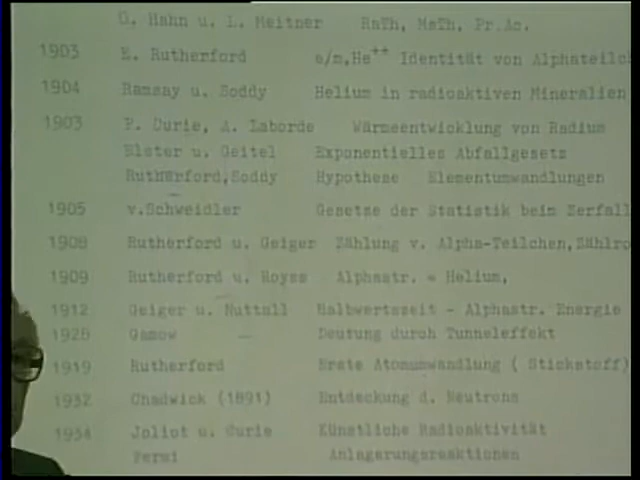 O. Hahn u. L. Meitner RaTh, MsTh, Pr.Ac.
1903 E. Rutherford e/m,He++ Identität von Alphateilch
1904 Ramsay u. Soddy Helium in radioaktiven Mineralien
1903 P. Curie, A. Laborde Wärmeentwicklung von Radium
Elster u. Geitel Exponentielles Abfallgesetz
Rutherford,Soddy Hypothese Elementumwandlungen
1905 v.Schweidler Gesetze der Statistik beim Zerfall
1908 Rutherford u. Geiger Zählung v. Alpha-Teilchen,Zählro
1909 Rutherford u. Royss Alphastr. = Helium,
1912 Geiger u. Nuttall Halbwertszeit - Alphastr. Energie
1928 Gamow - Deutung durch Tunneleffekt
1919 Rutherford Erste Atomumwandlung ( Stickstoff)
1932 Chadwick (1891) Entdeckung d. Neutrons
1934 Joliot u. Curie Künstliche Radioaktivität
Fermi Anlagerungsreaktionen